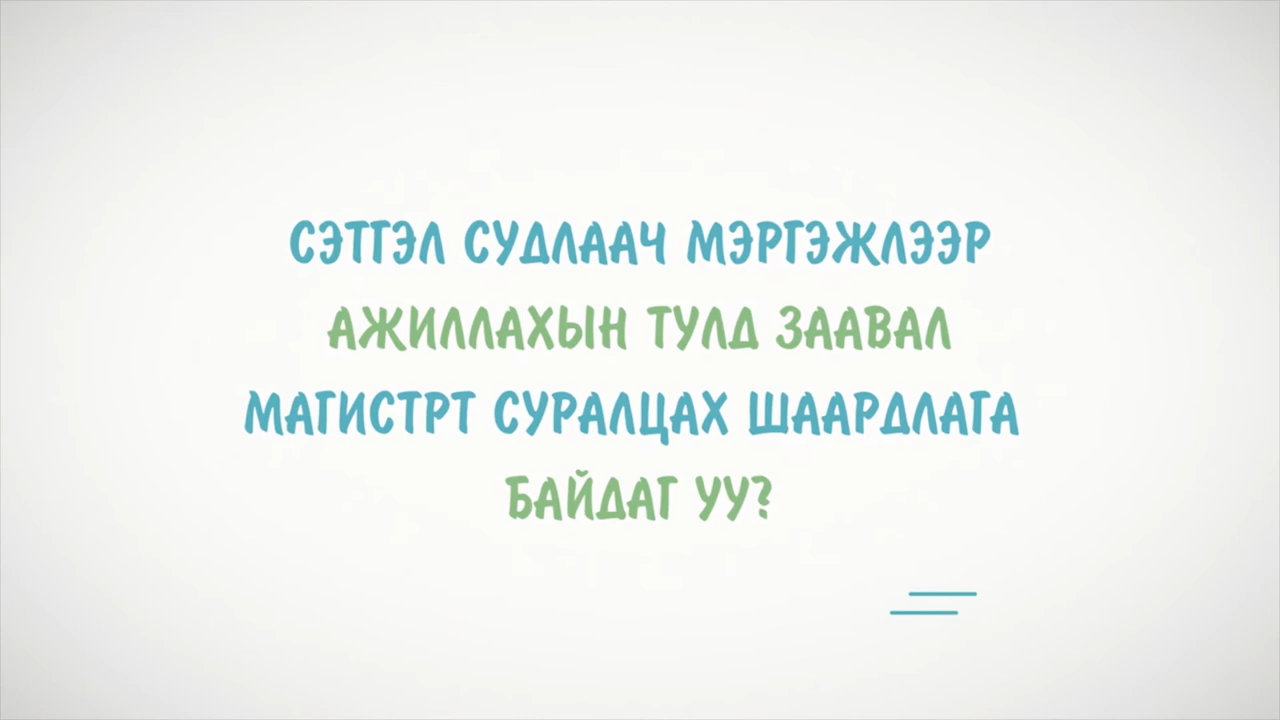 СЭТГЭЛ СУДЛААЧ МЭРГЭЖЛЭЭР
АЖИЛЛАХЫН ТУЛД ЗААВАЛ
МАГИСТРТ СУРАЛЦАХ ШААРДЛАГА
БАЙДАГ УУ?